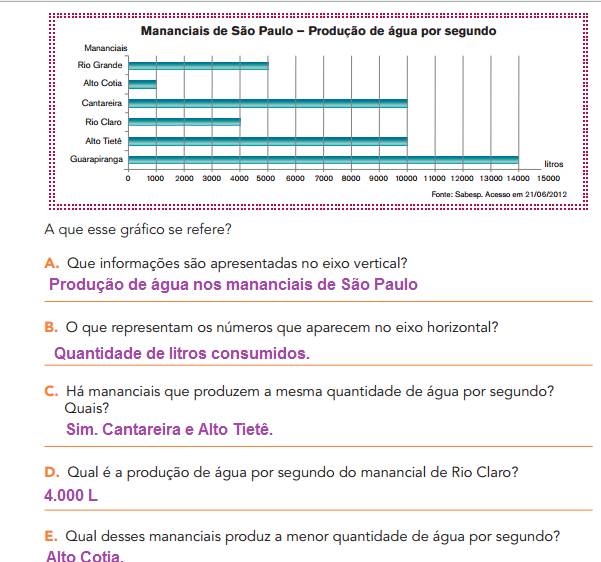 Mananciais de São Paulo – Produção de água por segundo
Mananciais
Rio Grande
Alto Cotia
Cantareira
Rio Claro
Alto Tietê
Guarapiranga
litros
0 1000 2000 3000 4000 5000 6000 7000 8000 9000 10000 11000 12000 13000 14000 15000
Fonte: Sabesp. Acesso em 21/06/2012
A que esse gráfico se refere?
A. Que informações são apresentadas no eixo vertical?
Produção de água nos mananciais de São Paulo
B. O que representam os números que aparecem no eixo horizontal?
Quantidade de litros consumidos.
C. Há mananciais que produzem a mesma quantidade de água por segundo?
Quais?
Sim. Cantareira e Alto Tietê.
D. Qual é a produção de água por segundo do manancial de Rio Claro?
4.000 L
E. Qual desses mananciais produz a menor quantidade de água por segundo?
Alto Cotia.